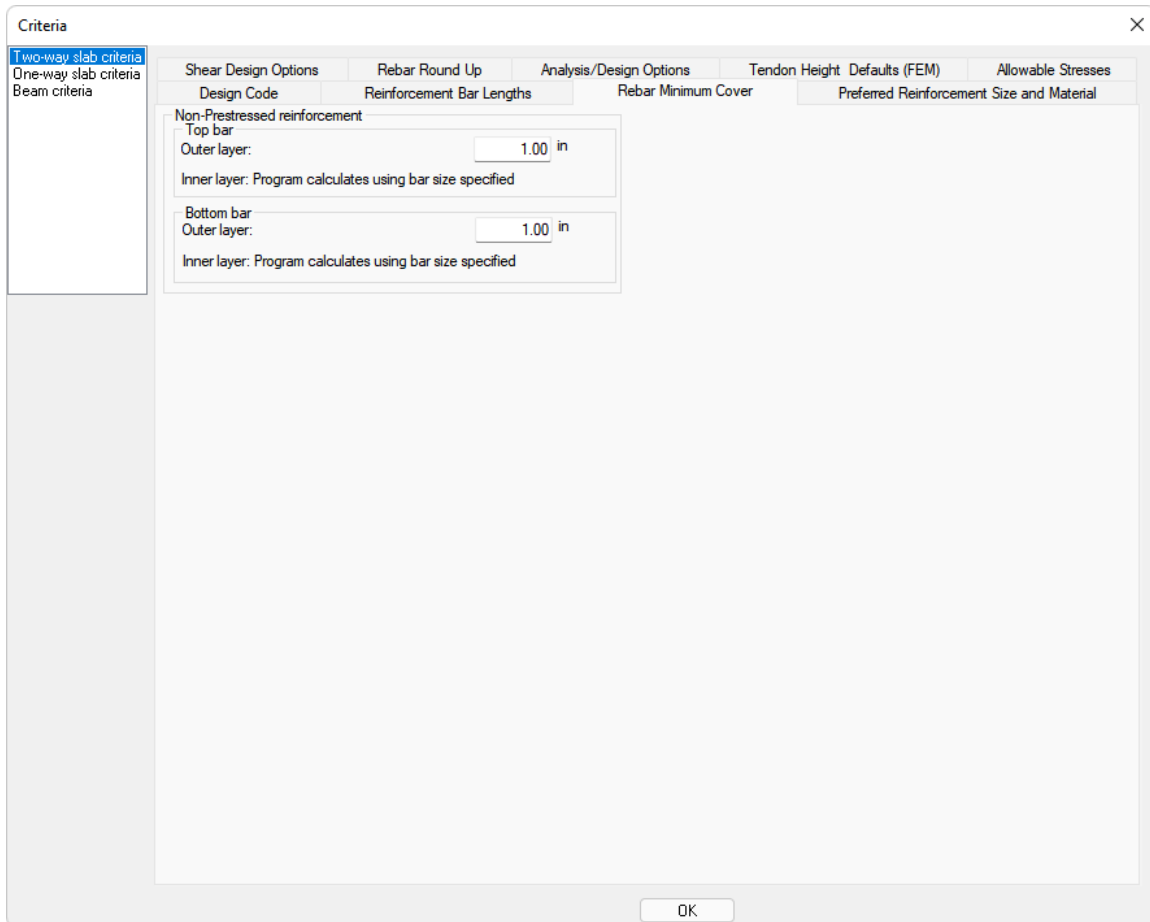 Criteria
Two-way slab criteria
One-way slab criteria
Beam criteria
Shear Design Options Rebar Round Up Analysis/Design Options Tendon Height Defaults (FEM) Allowable Stresses
Design Code Reinforcement Bar Lengths Rebar Minimum Cover Preferred Reinforcement Size and Material
Non-Prestressed reinforcement
Top bar
Outer layer: 1.00 in
Inner layer: Program calculates using bar size specified
Bottom bar
Outer layer: 1.00 in
Inner layer: Program calculates using bar size specified
OK